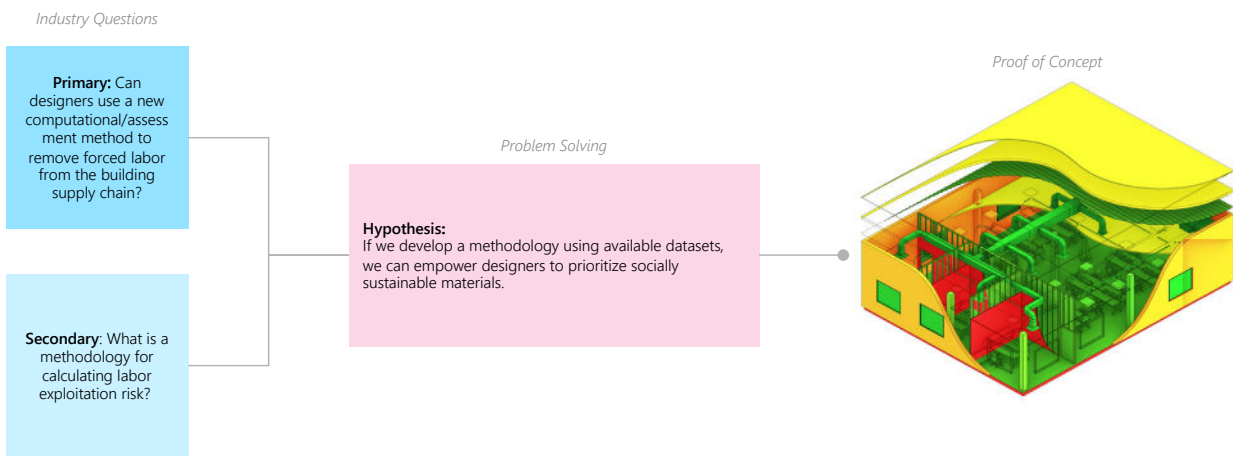 Industry Questions
Primary: Can
designers use a new
computational/assess
ment method to
remove forced labor
from the building
supply chain?
Secondary: What is a
methodology for
calculating labor
exploitation risk?
Problem Solving
Hypothesis:
If we develop a methodology using available datasets,
we can empower designers to prioritize socially
sustainable materials.
Proof of Concept